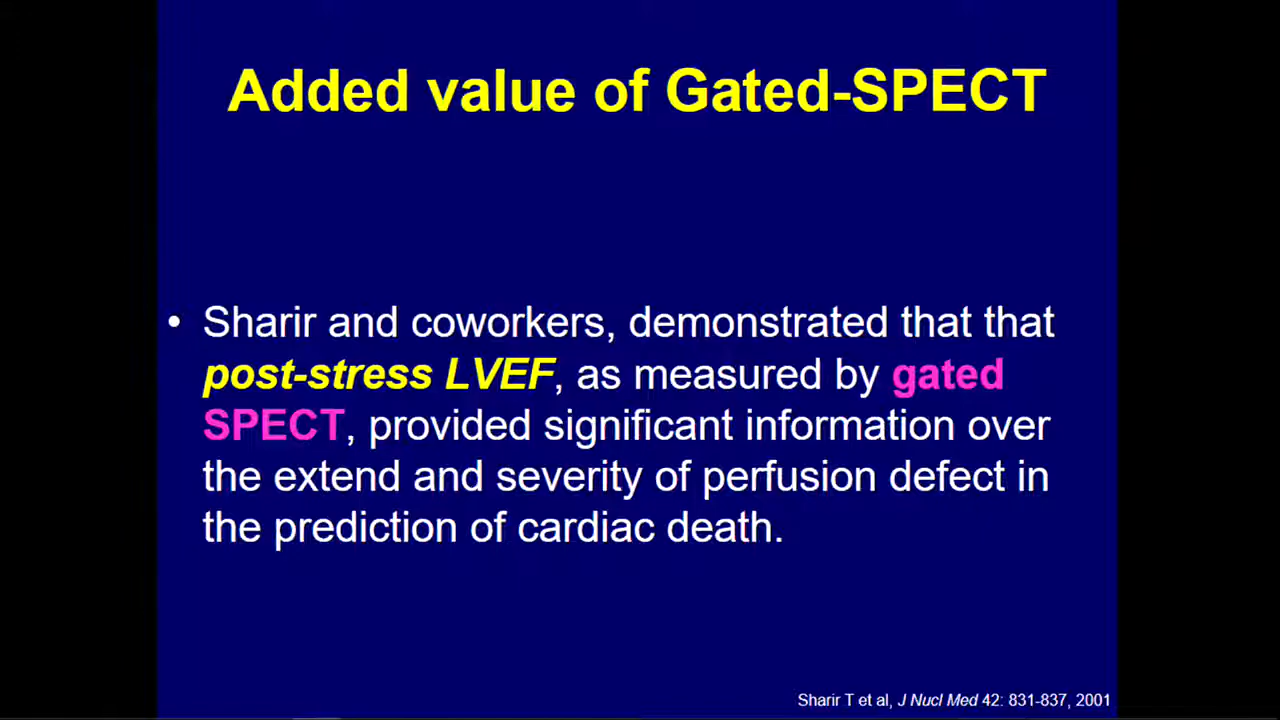 Added value of Gated-SPECT
• Sharir and coworkers, demonstrated that that
post-stress LVEF, as measured by gated
SPECT, provided significant information over
the extend and severity of perfusion defect in
the prediction of cardiac death.
Sharir T et al, J Nucl Med 42: 831-837, 2001